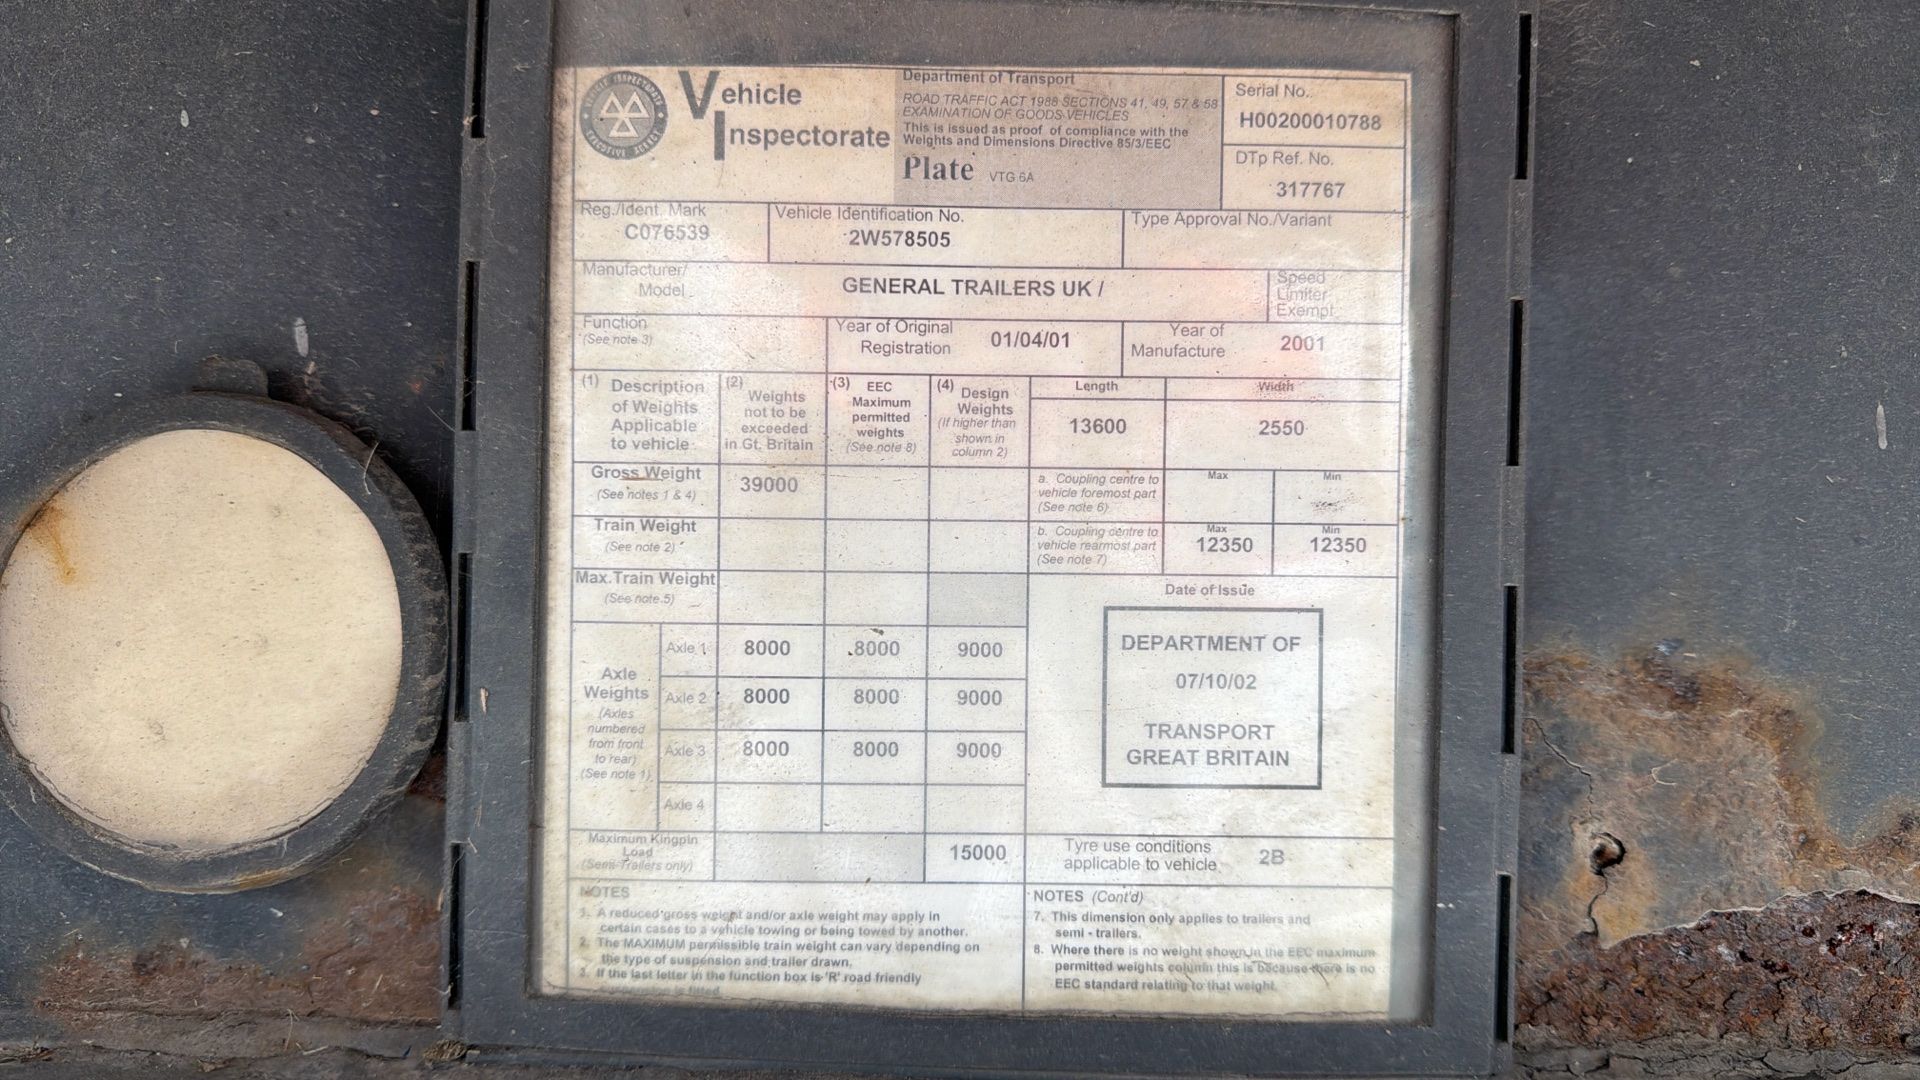 VEHICLE INSPECTORATE
EXECUTIVE AGENCY
Vehicle
Inspectorate
Department of Transport
ROAD TRAFFIC ACT 1988 SECTIONS 41, 49, 57 & 58
EXAMINATION OF GOODS VEHICLES
This is issued as proof of compliance with the
Weights and Dimensions Directive 85/3/EEC
Plate VTG 6A
Serial No.
H00200010788
DTp Ref. No.
317767
Reg./Ident. Mark
C076539
Vehicle Identification No.
2W578505
Type Approval No./Variant
Manufacturer/
Model
GENERAL TRAILERS UK /
Speed
Limiter
Exempt
Function
(See note 3)
Year of Original
Registration
01/04/01
Year of
Manufacture
2001
(1) Description
of Weights
Applicable
to vehicle
(2)
Weights
not to be
exceeded
in Gt. Britain
(3) EEC
Maximum
permitted
weights
(See note 8)
(4) Design
Weights
(If higher than
shown in
column 2)
Length
13600
Width
2550
Gross Weight
(See notes 1 & 4)
39000
a. Coupling centre to
vehicle foremost part
(See note 6)
Max
Min
Train Weight
(See note 2)
b. Coupling centre to
vehicle rearmost part
(See note 7)
Max
12350
Min
12350
Max.Train Weight
(See note 5)
Date of Issue
DEPARTMENT OF
07/10/02
TRANSPORT
GREAT BRITAIN
Axle
Weights
(Axles
numbered
from front
to rear)
(See note 1)
Axle 1 8000 8000 9000
Axle 2 8000 8000 9000
Axle 3 8000 8000 9000
Axle 4
Maximum Kingpin
Load
(Semi-Trailers only)
15000
Tyre use conditions
applicable to vehicle
2B
NOTES
1. A reduced gross weight and/or axle weight may apply in
certain cases to a vehicle towing or being towed by another.
2. The MAXIMUM permissible train weight can vary depending on
the type of suspension and trailer drawn.
3. If the last letter in the function box is 'R' road friendly
NOTES (Cont'd)
7. This dimension only applies to trailers and
semi - trailers.
8. Where there is no weight shown in the EEC maximum
permitted weights column this is because there is no
EEC standard relating to that weight.